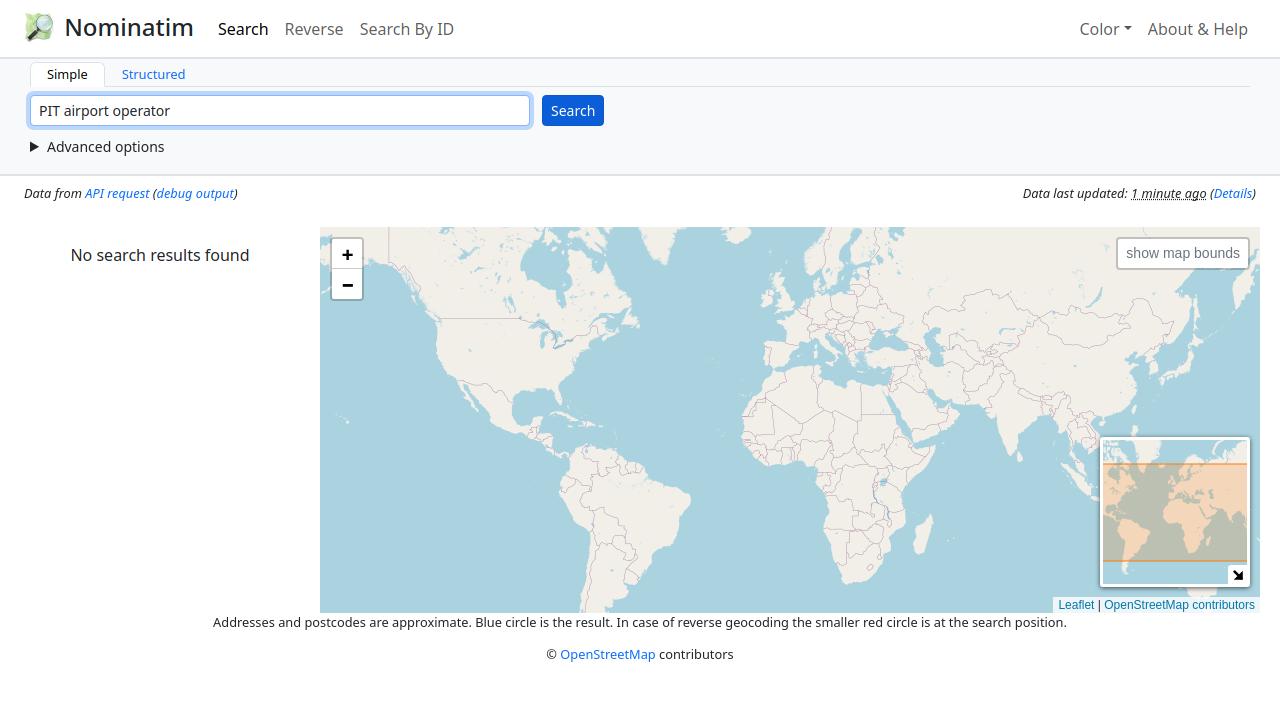 Nominatim Search Reverse Search By ID Color About & Help
Simple Structured
PIT airport operator Search
Advanced options
Data from API request (debug output) Data last updated: 1 minute ago (Details)
No search results found
+
−
show map bounds
Leaflet | OpenStreetMap contributors
Addresses and postcodes are approximate. Blue circle is the result. In case of reverse geocoding the smaller red circle is at the search position.
© OpenStreetMap contributors